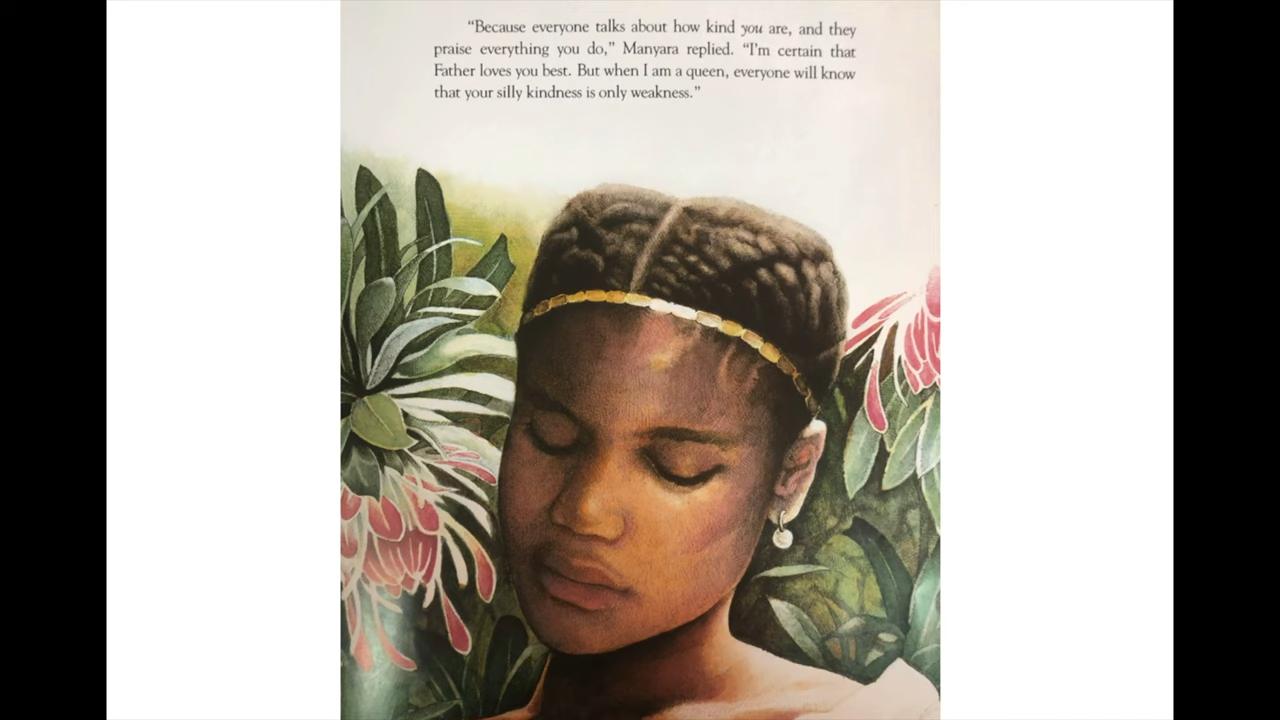 “Because everyone talks about how kind you are, and they
praise everything you do,” Manyara replied. “I’m certain that
Father loves you best. But when I am a queen, everyone will know
that your silly kindness is only weakness.”